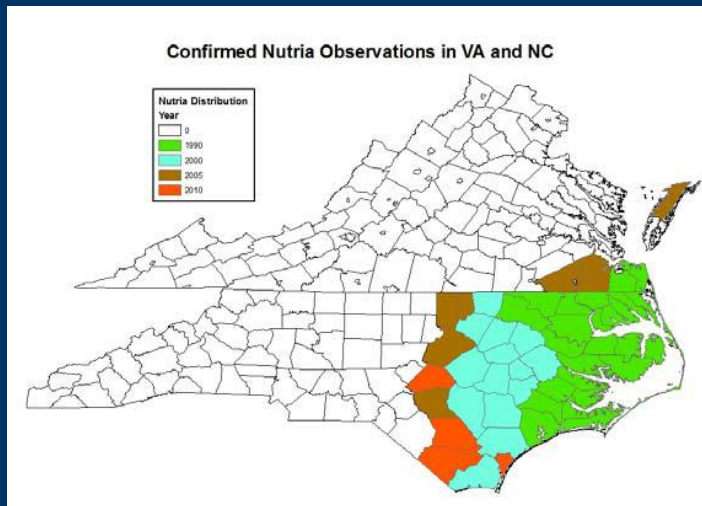 Confirmed Nutria Observations in VA and NC
Nutria Distribution
Year
0
1990
2000
2005
2010